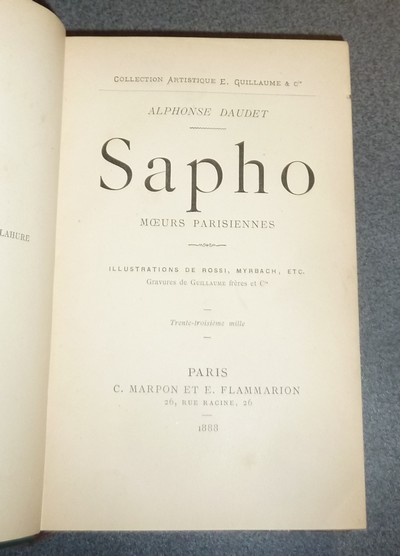 LAHURE
COLLECTION ARTISTIQUE E. GUILLAUME & Cie
ALPHONSE DAUDET
Sapho
MŒURS PARISIENNES
ILLUSTRATIONS DE ROSSI, MYRBACH, ETC.
Gravures de GUILLAUME frères et Cie
Trente-troisième mille
PARIS
C. MARPON ET E. FLAMMARION
26, RUE RACINE, 26
1888